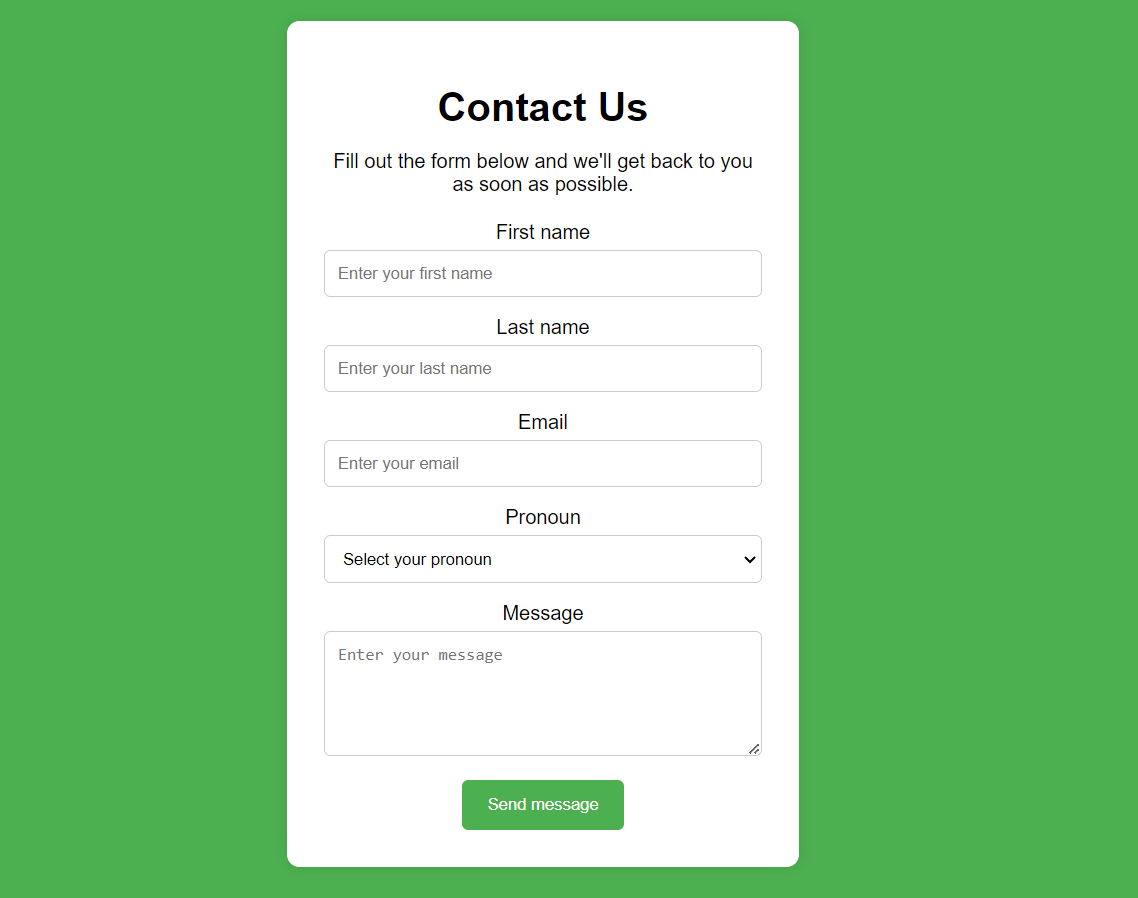 Contact Us
Fill out the form below and we'll get back to you
as soon as possible.
First name
Enter your first name
Last name
Enter your last name
Email
Enter your email
Pronoun
Select your pronoun
Message
Enter your message
Send message